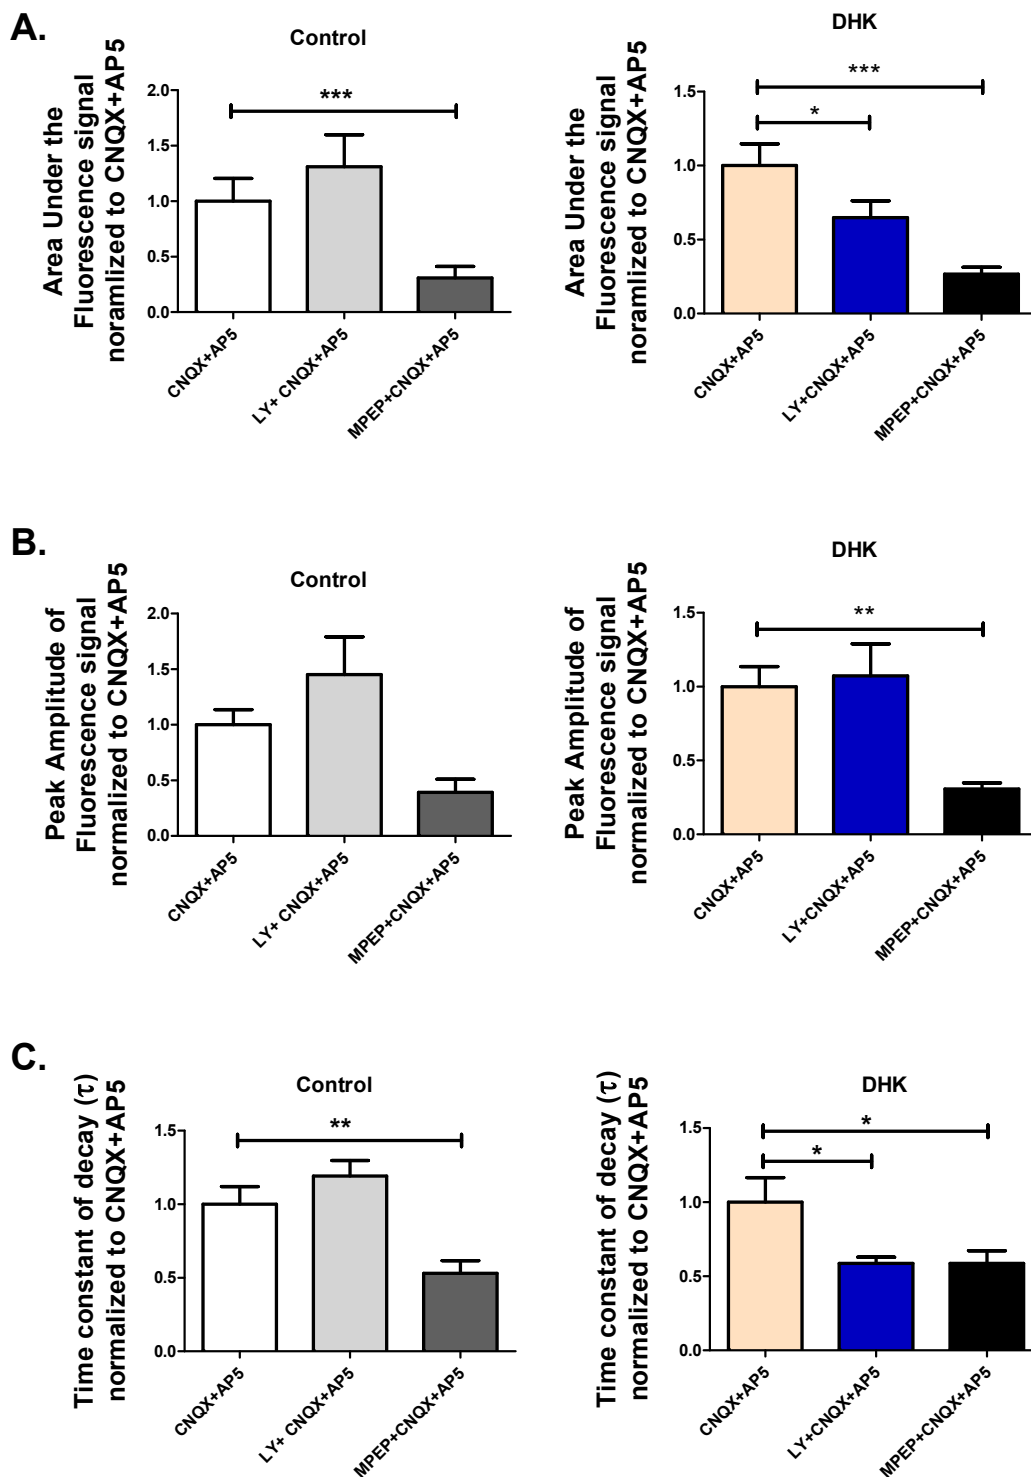 A.
Control
Area Under the
Fluorescence signal
noramlized to CNQX+AP5
2.0
1.5
1.0
0.5
0.0
***
CNQX+AP5
LY+ CNQX+AP5
MPEP+CNQX+AP5
DHK
Area Under the
Fluorescence signal
noramlized to CNQX+AP5
1.5
1.0
0.5
0.0
***
*
CNQX+AP5
LY+CNQX+AP5
MPEP+CNQX+AP5
B.
Control
Peak Amplitude of
Fluorescence signal
normalized to CNQX+AP5
2.0
1.5
1.0
0.5
0.0
CNQX+AP5
LY+ CNQX+AP5
MPEP+CNQX+AP5
DHK
Peak Amplitude of
Fluorescence signal
normalized to CNQX+AP5
1.5
1.0
0.5
0.0
**
CNQX+AP5
LY+CNQX+AP5
MPEP+CNQX+AP5
C.
Control
Time constant of decay (τ)
normalized to CNQX+AP5
1.5
1.0
0.5
0.0
**
CNQX+AP5
LY+ CNQX+AP5
MPEP+CNQX+AP5
DHK
Time constant of decay (τ)
normalized to CNQX+AP5
1.5
1.0
0.5
0.0
*
*
CNQX+AP5
LY+CNQX+AP5
MPEP+CNQX+AP5